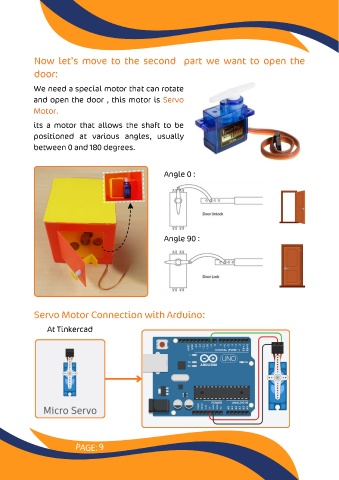 Now let's move to the second part we want to open the
door:
We need a special motor that can rotate
and open the door , this motor is Servo
Motor.
its a motor that allows the shaft to be
positioned at various angles, usually
between 0 and 180 degrees.
Angle 0 :
Door Unlock
Angle 90 :
Door Lock
Servo Motor Connection with Arduino:
At Tinkercad
Micro Servo
UNO
ARDUINO
PAGE: 9